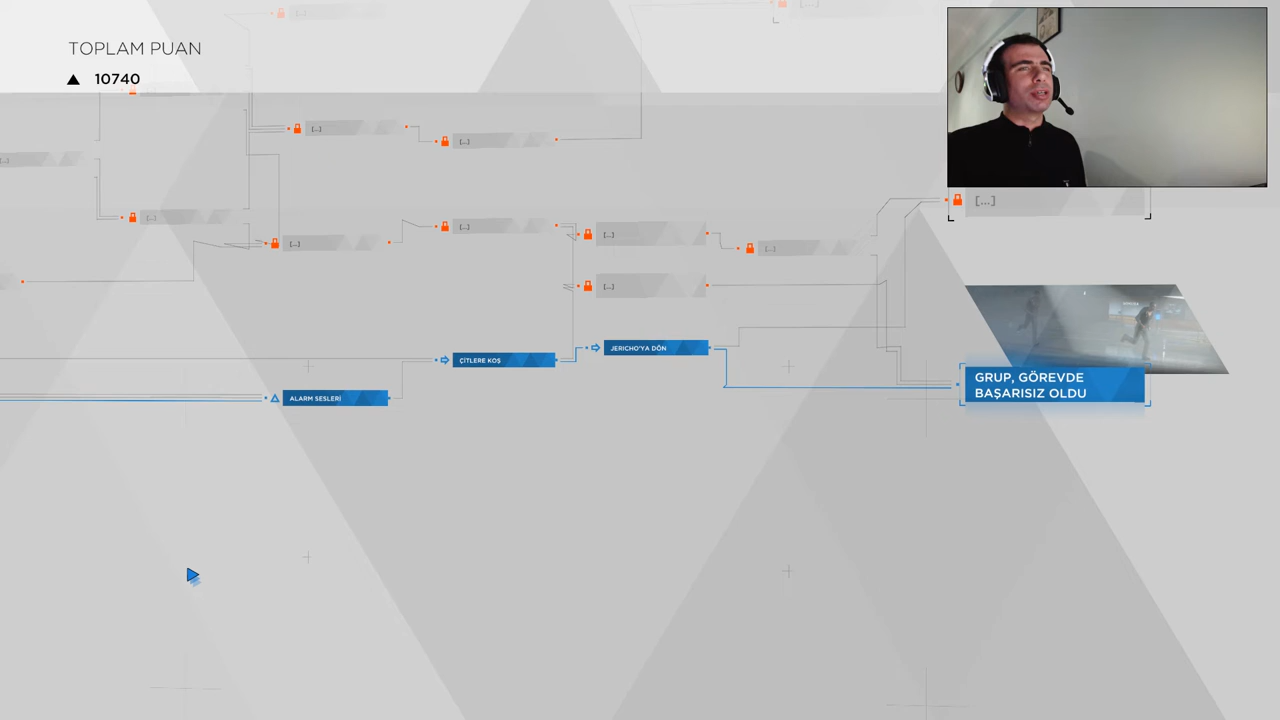 TOPLAM PUAN
10740
[...]
[...]
[...]
[...]
[...]
[...]
[...]
[...]
[...]
[...]
[...]
[...]
[...]
JERICHO'YA DÖN
ÇİTLERE KOŞ
GRUP, GÖREVDE
BAŞARISIZ OLDU
ALARM SESLERİ